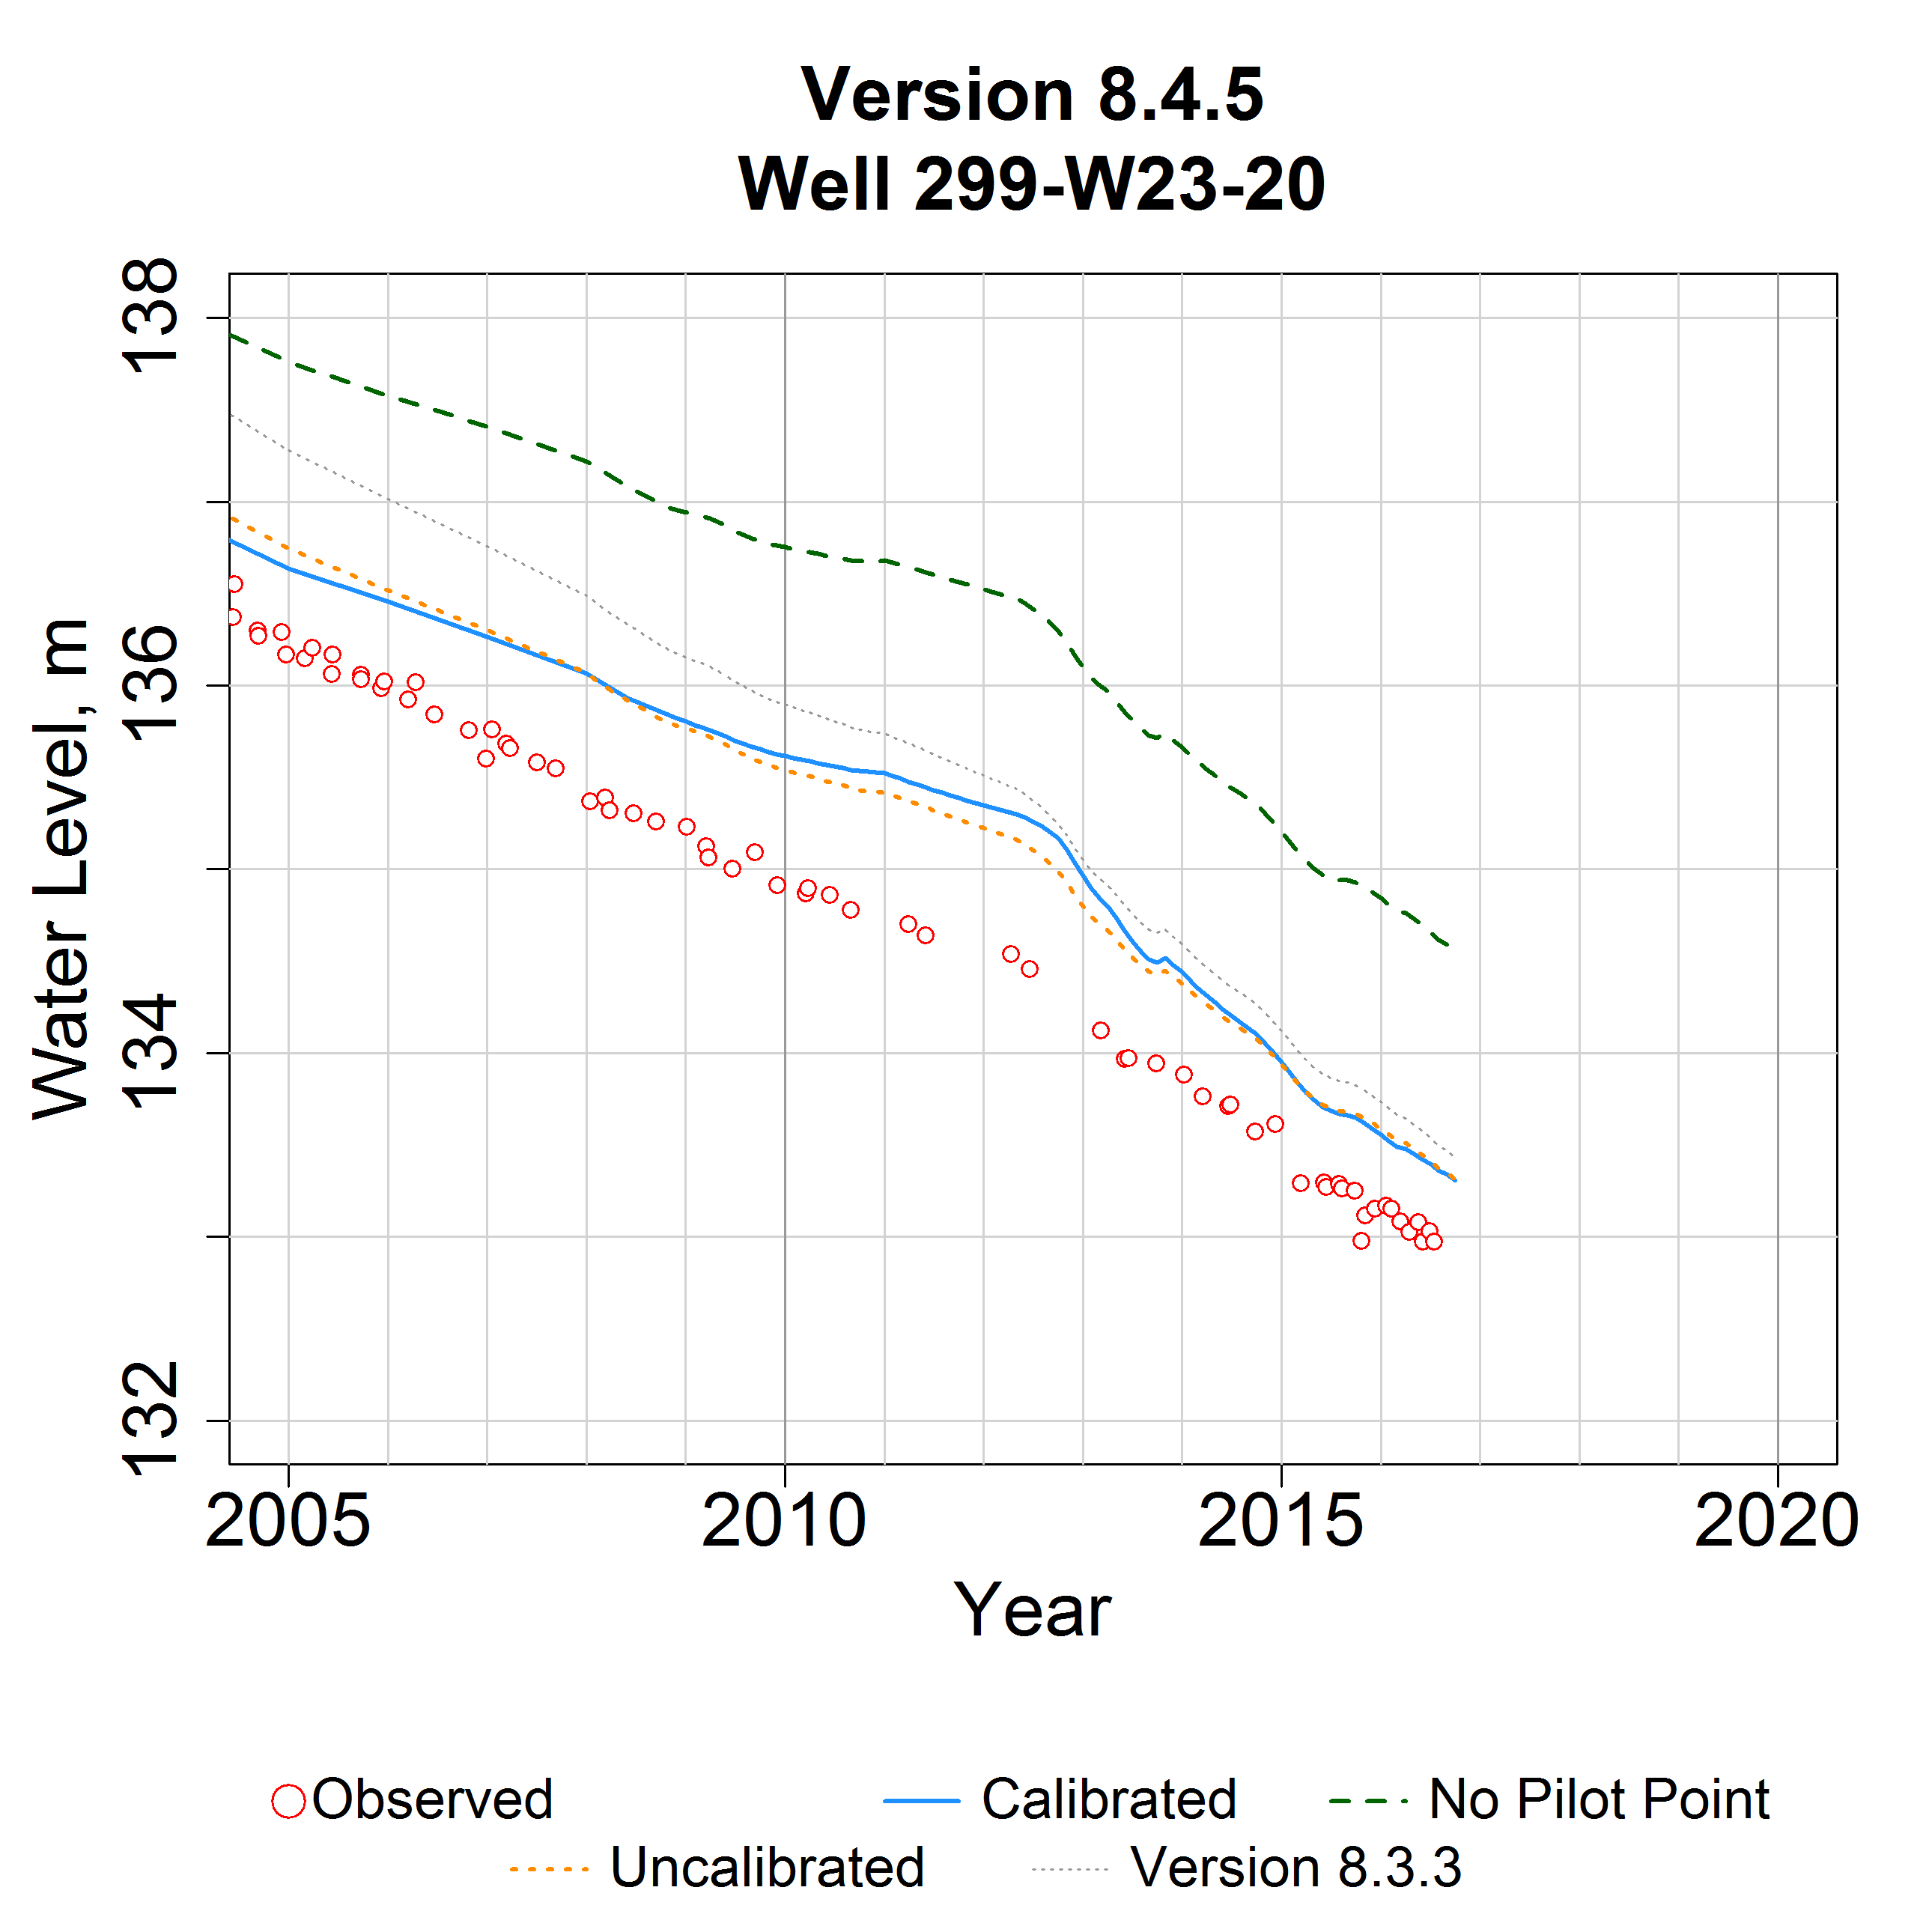 Version 8.4.5
Well 299-W23-20
Water Level, m
138
136
134
132
2005 2010 2015 2020
Year
Observed Calibrated No Pilot Point
Uncalibrated Version 8.3.3